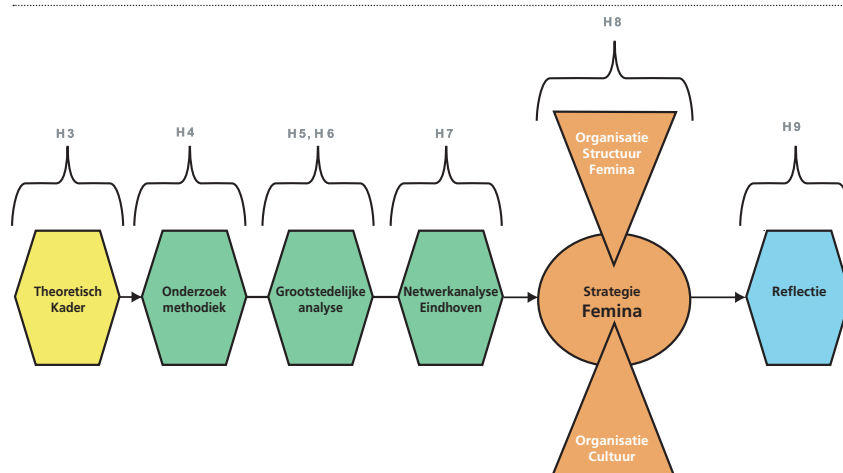 H8
H3
H4
H5, H6
H7
H9
Organisatie
Structuur
Femina
Theoretisch
Kader
Onderzoek
methodiek
Grootstedelijke
analyse
Netwerkanalyse
Eindhoven
Strategie
Femina
Reflectie
Organisatie
Cultuur